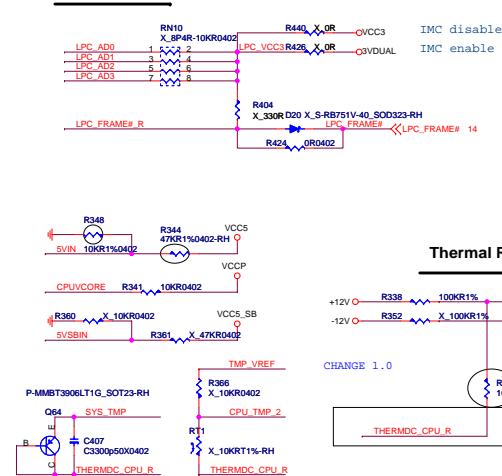 RN10
X_8P4R-10KR0402
R440 X_0R VCC3 IMC disable
LPC_AD0 1 2 LPC_VCC3 R426 X_0R 3VDUAL IMC enable
LPC_AD1 3 4
LPC_AD2 5 6
LPC_AD3 7 8
R404
X_330R
D20 X_S-RB751V-40_SOD323-RH
LPC_FRAME#_R LPC_FRAME# LPC_FRAME# 14
R424 0R0402
R348
R344
47KR1%0402-RH
VCC5
5VIN 10KR1%0402
VCCP
CPUVCORE R341 10KR0402
VCC5_SB
R360 X_10KR0402
5VSBIN R361 X_47KR0402
Thermal
+12V R338 100KR1%
-12V R352 X_100KR1%
CHANGE 1.0
THERMDC_CPU_R
TMP_VREF
R366
X_10KR0402
P-MMBT3906LT1G_SOT23-RH
Q64 SYS_TMP CPU_TMP_2
E
B
C
C407
C3300p50X0402
RT1
X_10KRT1%-RH
THERMDC_CPU_R THERMDC_CPU_R